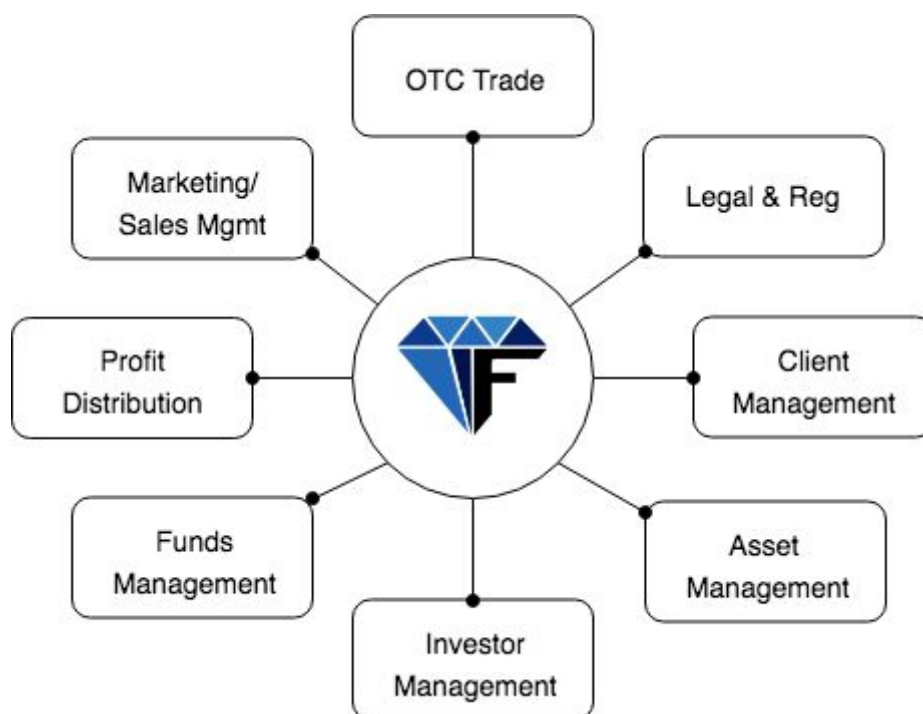 OTC Trade
Marketing/
Sales Mgmt
Legal & Reg
Profit
Distribution
F
Client
Management
Funds
Management
Asset
Management
Investor
Management